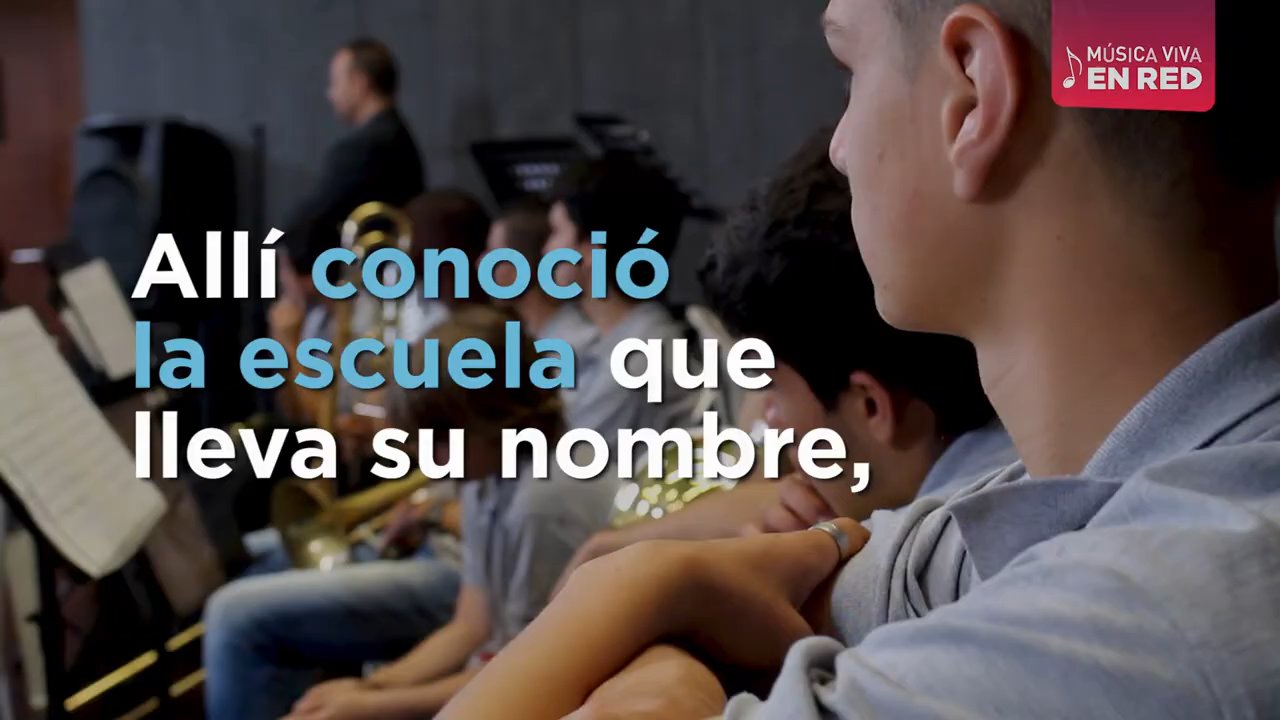 MÚSICA VIVA
EN RED
Allí conoció
la escuela que
lleva su nombre,